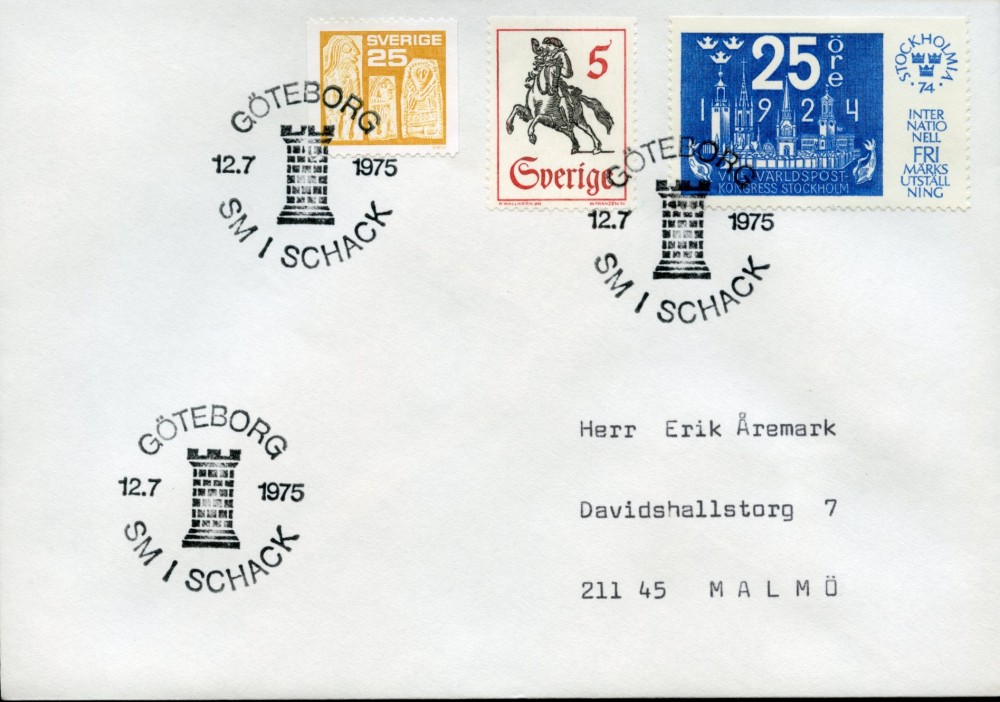 SVERIGE
25
5
Sverige
25 öre
1924
VIII VÄRLDSPOST-
KONGRESS STOCKHOLM
STOCKHOLMIA
74
INTER
NATIO
NELL
FRI
MÄRKS
UTSTÄLL
NING
GÖTEBORG
12.7 1975
SM I SCHACK
GÖTEBORG
12.7 1975
SM I SCHACK
GÖTEBORG
12.7 1975
SM I SCHACK
Herr Erik Åremark
Davidshallstorg 7
211 45 MALMÖ